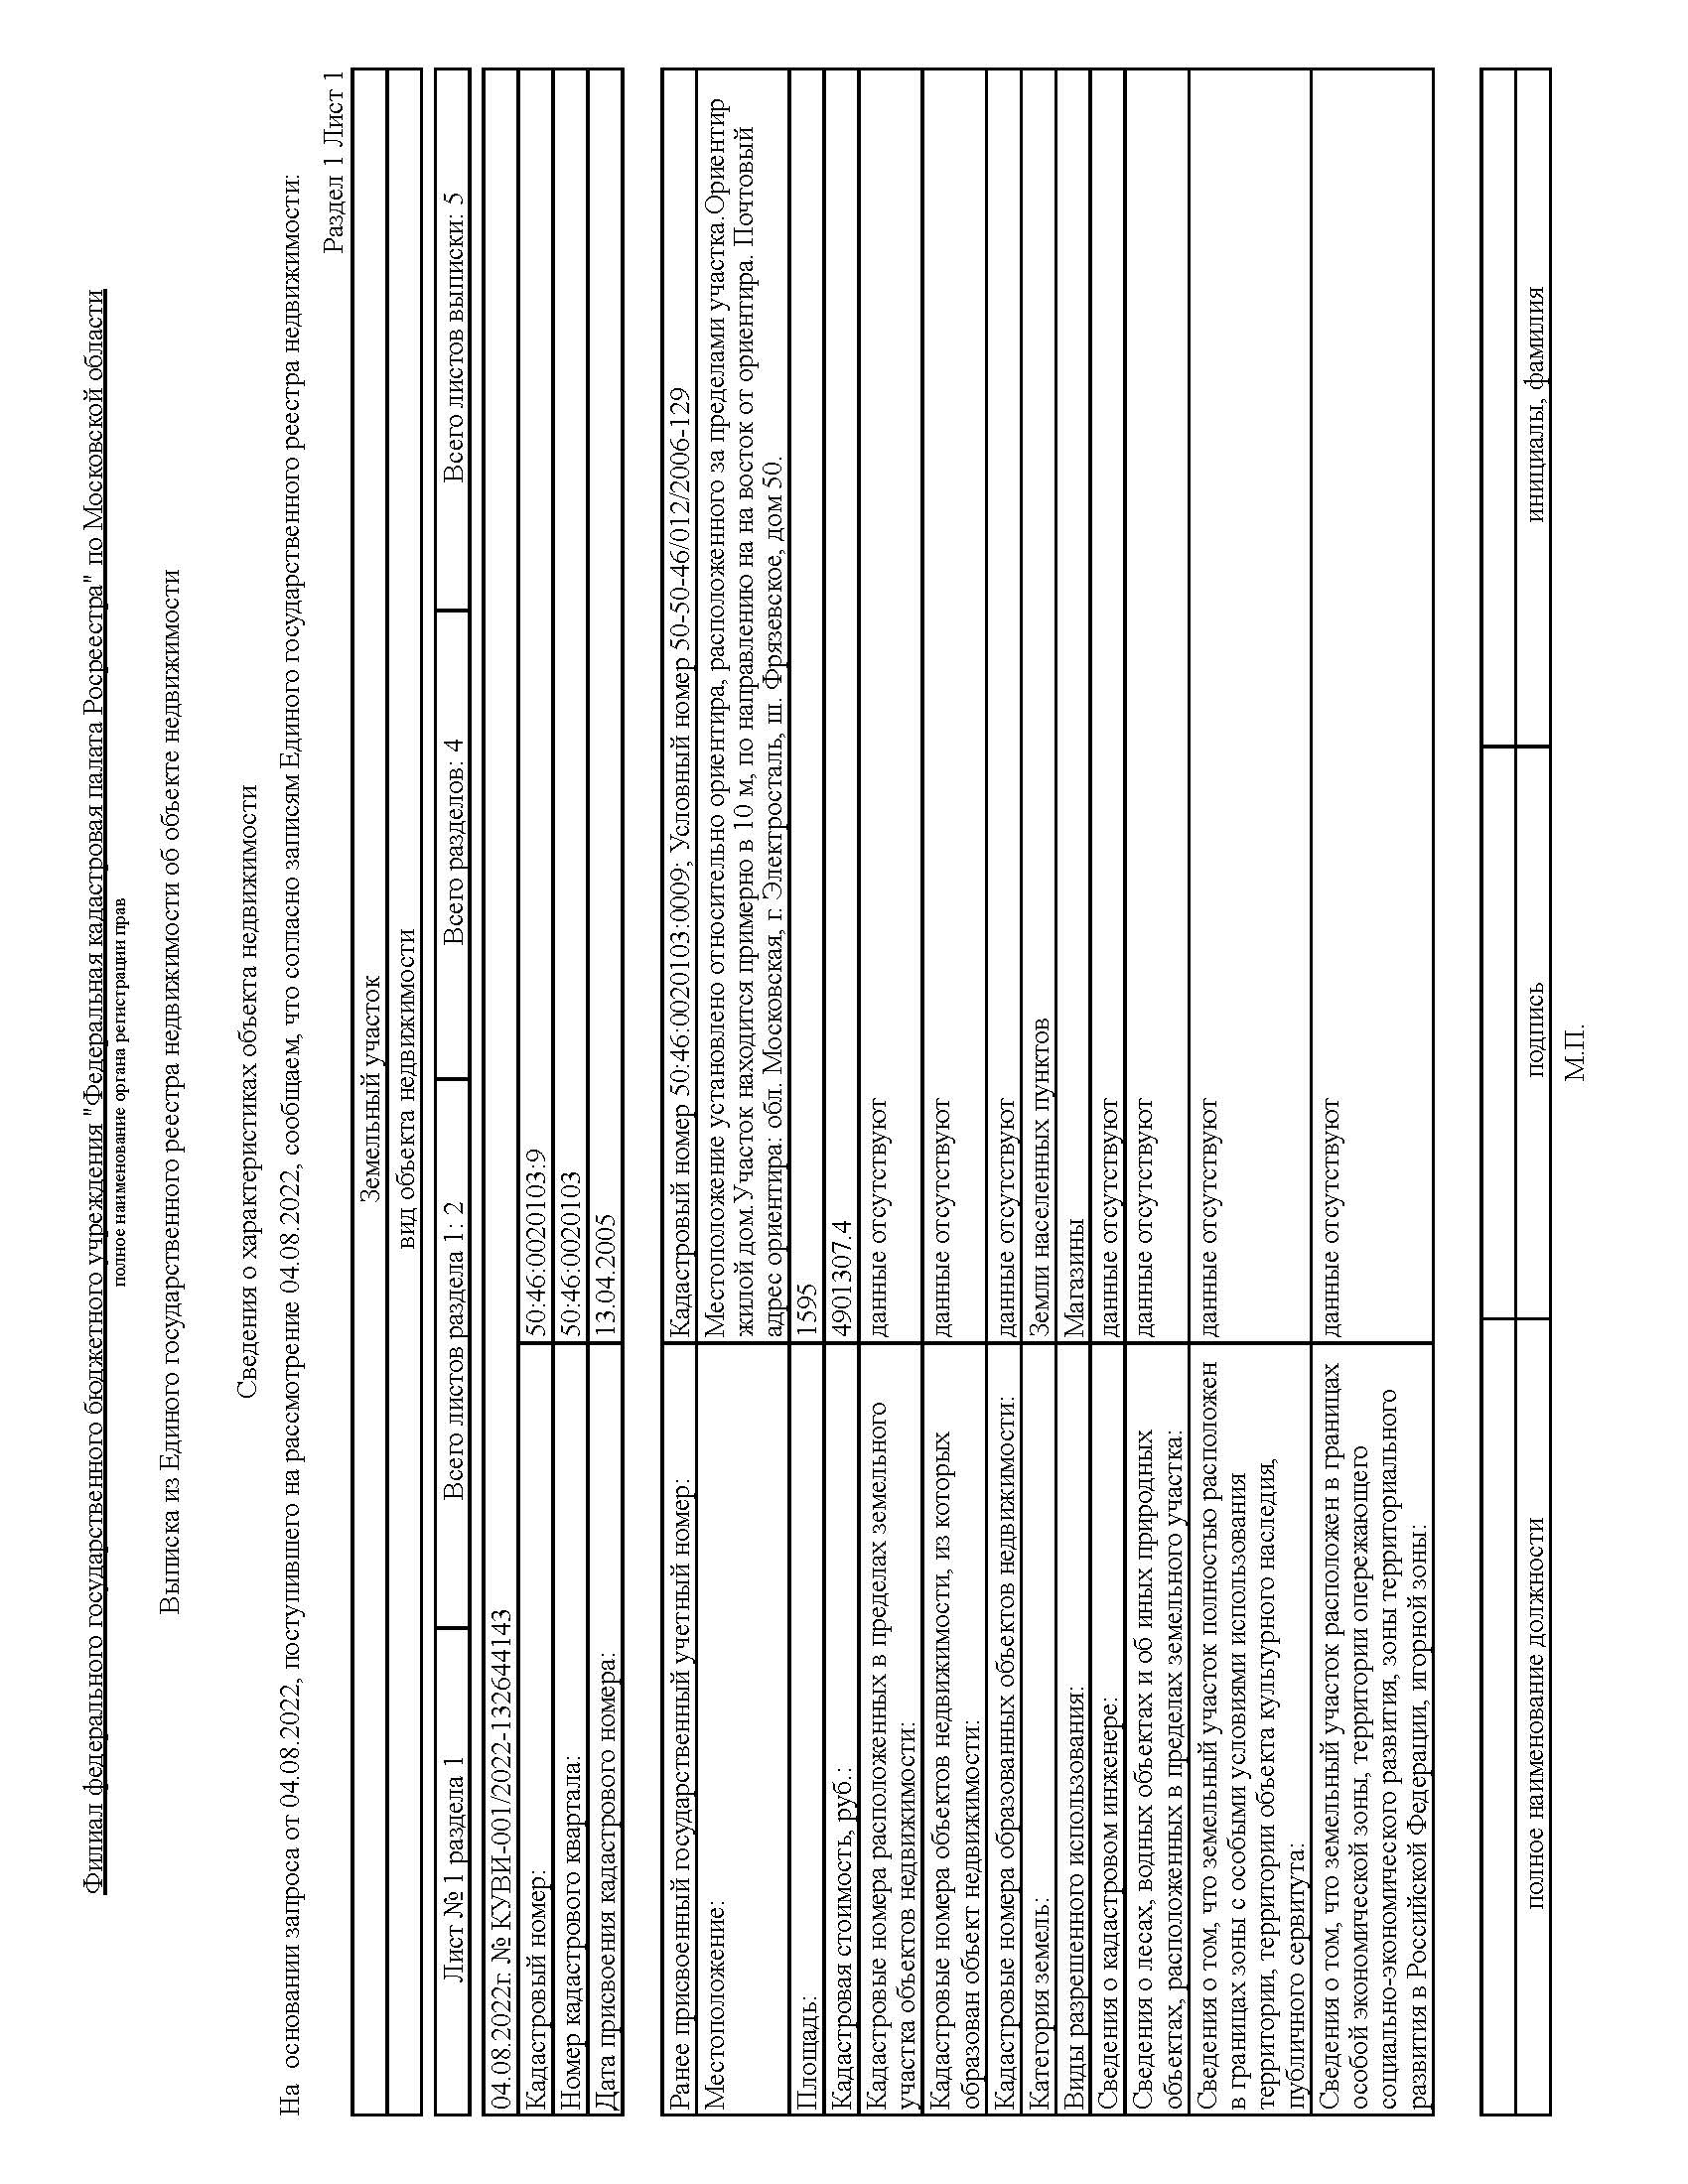 Филиал федерального государственного бюджетного учреждения "Федеральная кадастровая палата Росреестра" по Московской области
полное наименование органа регистрации прав
Выписка из Единого государственного реестра недвижимости об объекте недвижимости
Сведения о характеристиках объекта недвижимости
На основании запроса от 04.08.2022, поступившего на рассмотрение 04.08.2022, сообщаем, что согласно записям Единого государственного реестра недвижимости:
Раздел 1 Лист 1
Земельный участок
вид объекта недвижимости
Лист № 1 раздела 1 Всего листов раздела 1: 2 Всего разделов: 4 Всего листов выписки: 5
04.08.2022г. № КУВИ-001/2022-132644143
Кадастровый номер: 50:46:0020103:9
Номер кадастрового квартала: 50:46:0020103
Дата присвоения кадастрового номера: 13.04.2005
Ранее присвоенный государственный учетный номер: Кадастровый номер 50:46:0020103:0009; Условный номер 50-50-46/012/2006-129
Местоположение: Местоположение установлено относительно ориентира, расположенного за пределами участка.Ориентир
жилой дом.Участок находится примерно в 10 м, по направлению на восток от ориентира. Почтовый
адрес ориентира: обл. Московская, г. Электросталь, ш. Фрязевское, дом 50.
Площадь: 1595
Кадастровая стоимость, руб.: 4901307.4
Кадастровые номера расположенных в пределах земельного данные отсутствуют
участка объектов недвижимости:
Кадастровые номера объектов недвижимости, из которых данные отсутствуют
образован объект недвижимости:
Кадастровые номера образованных объектов недвижимости: данные отсутствуют
Категория земель: Земли населенных пунктов
Виды разрешенного использования: Магазины
Сведения о кадастровом инженере: данные отсутствуют
Сведения о лесах, водных объектах и об иных природных данные отсутствуют
объектах, расположенных в пределах земельного участка:
Сведения о том, что земельный участок полностью расположен данные отсутствуют
в границах зоны с особыми условиями использования
территории, территории объекта культурного наследия,
публичного сервитута:
Сведения о том, что земельный участок расположен в границах данные отсутствуют
особой экономической зоны, территории опережающего
социально-экономического развития, зоны территориального
развития в Российской Федерации, игорной зоны:
полное наименование должности подпись инициалы, фамилия
М.П.